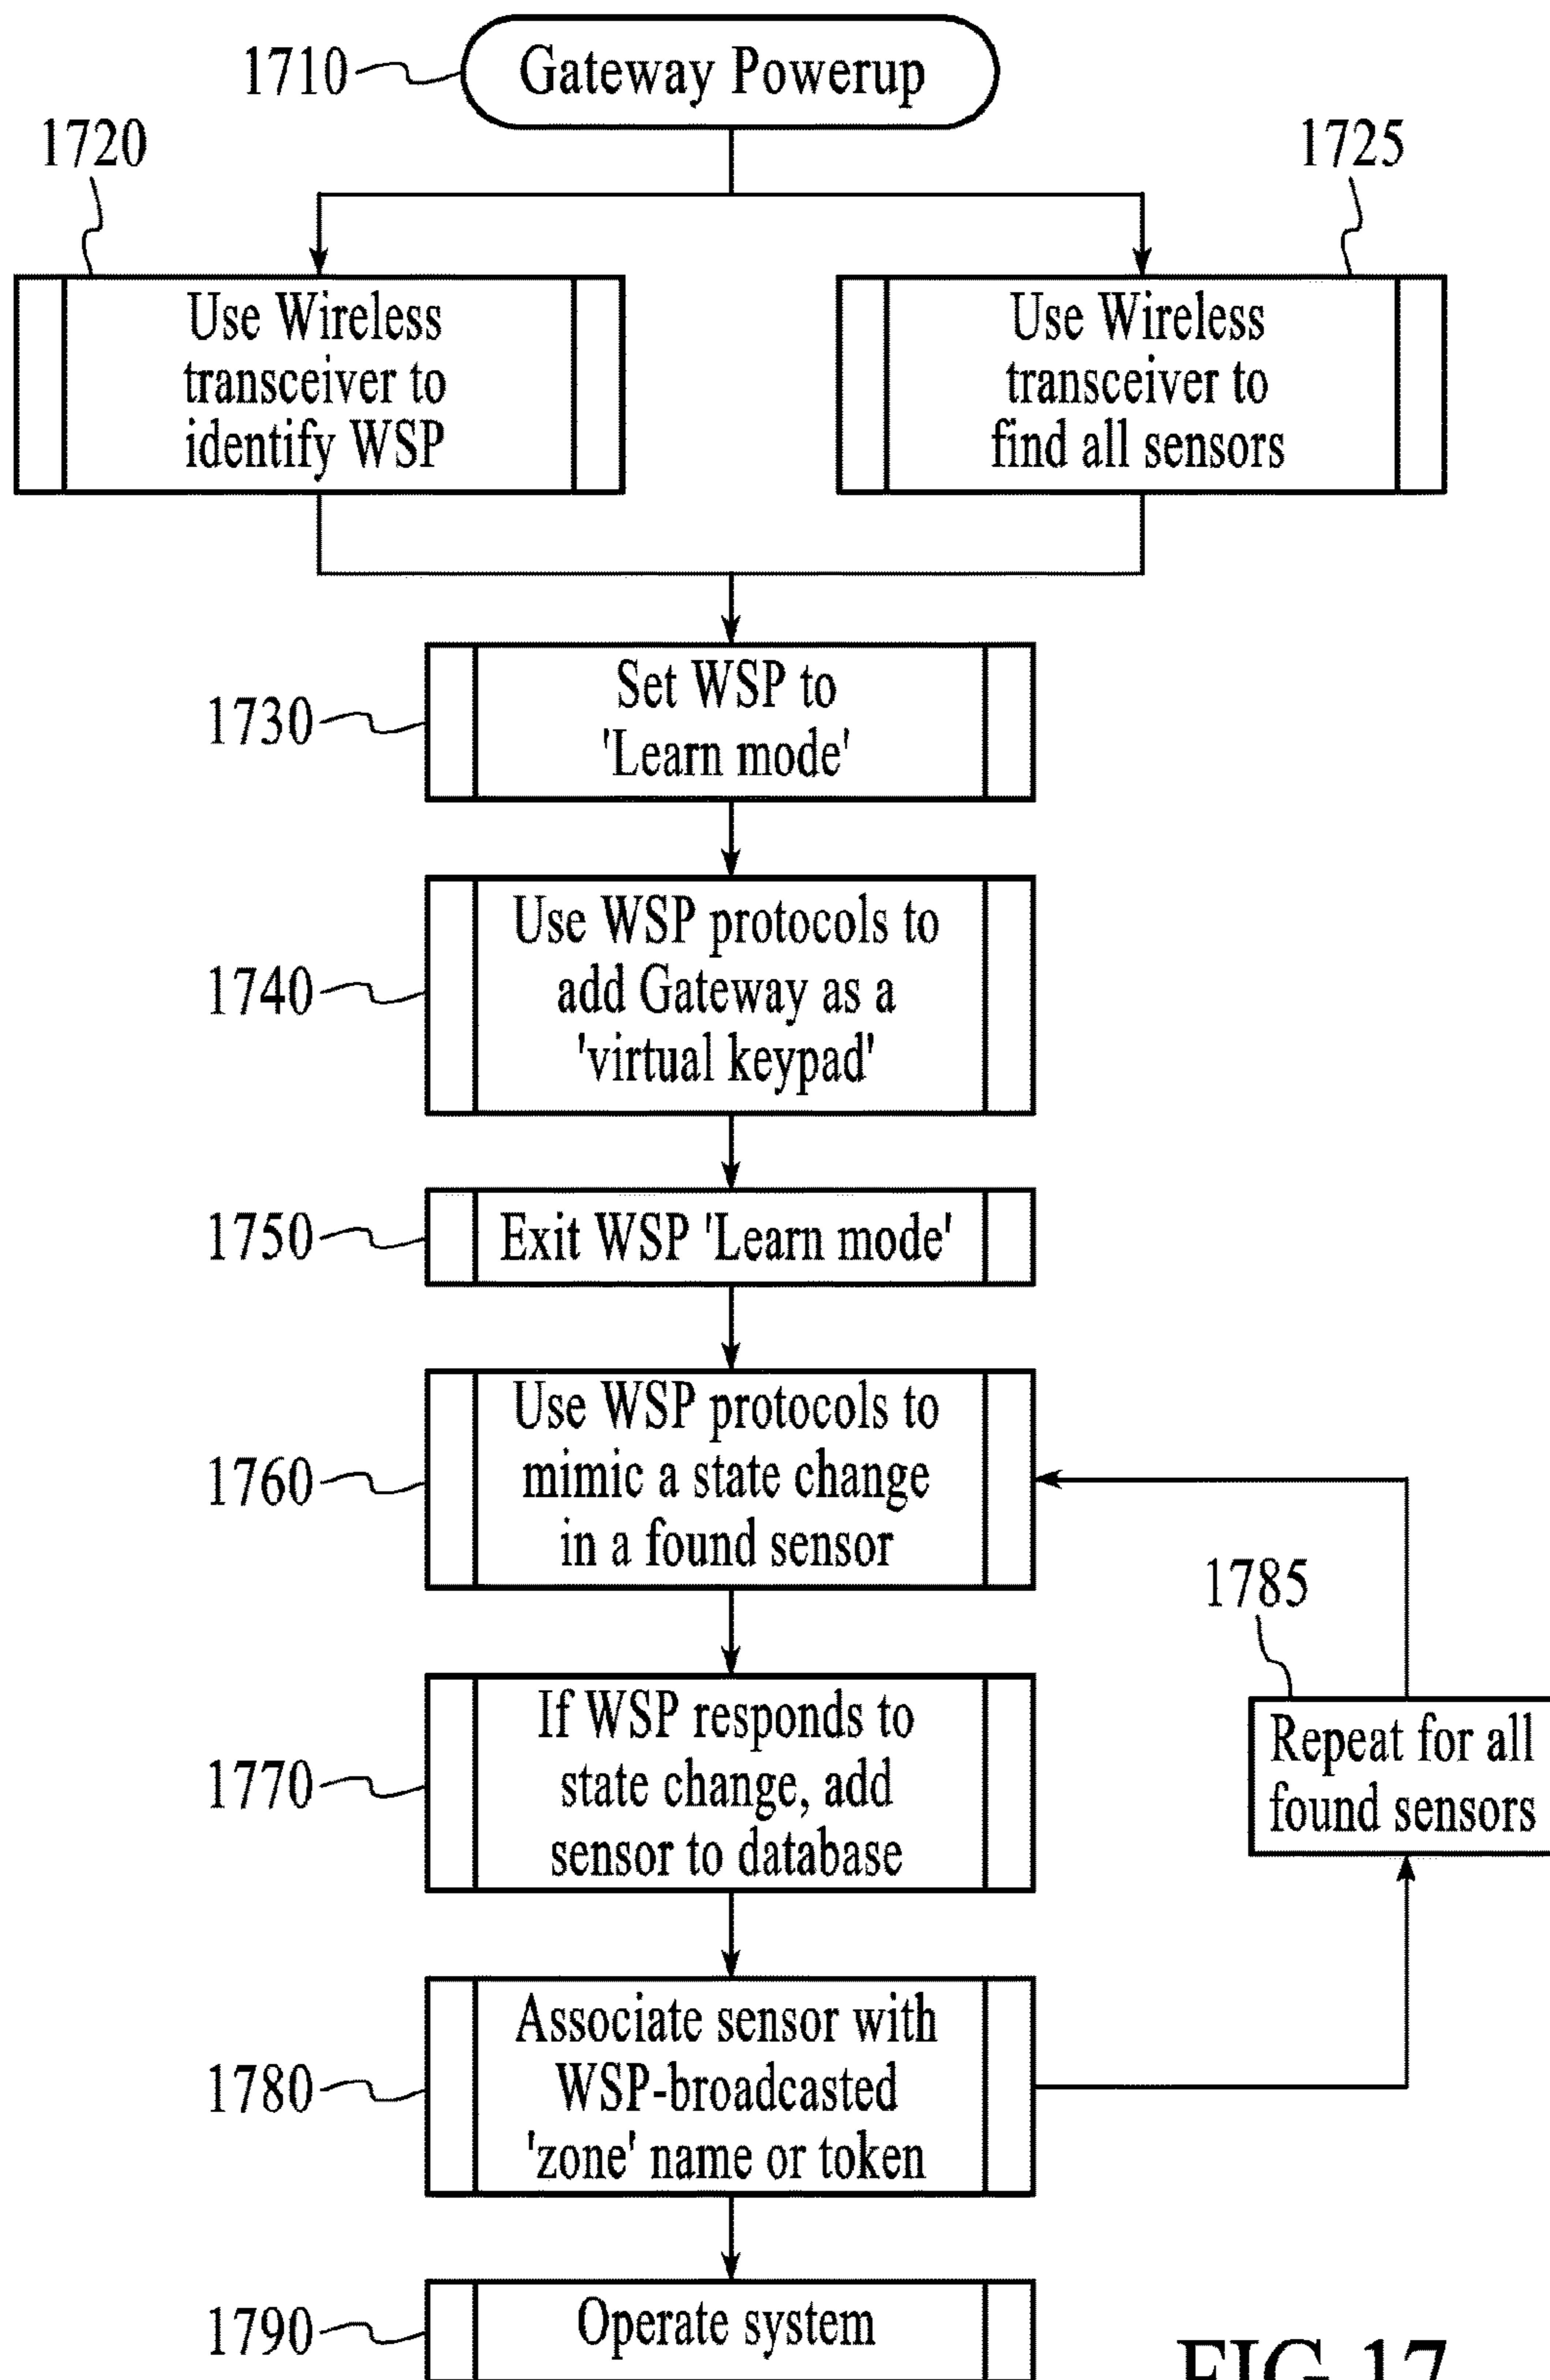 1710
Gateway Powerup
1720
1725
Use Wireless
transceiver to
identify WSP
Use Wireless
transceiver to
find all sensors
1730
Set WSP to
'Learn mode'
1740
Use WSP protocols to
add Gateway as a
'virtual keypad'
1750
Exit WSP 'Learn mode'
1760
Use WSP protocols to
mimic a state change
in a found sensor
1785
Repeat for all
found sensors
1770
If WSP responds to
state change, add
sensor to database
1780
Associate sensor with
WSP-broadcasted
'zone' name or token
1790
Operate system
FIG.17